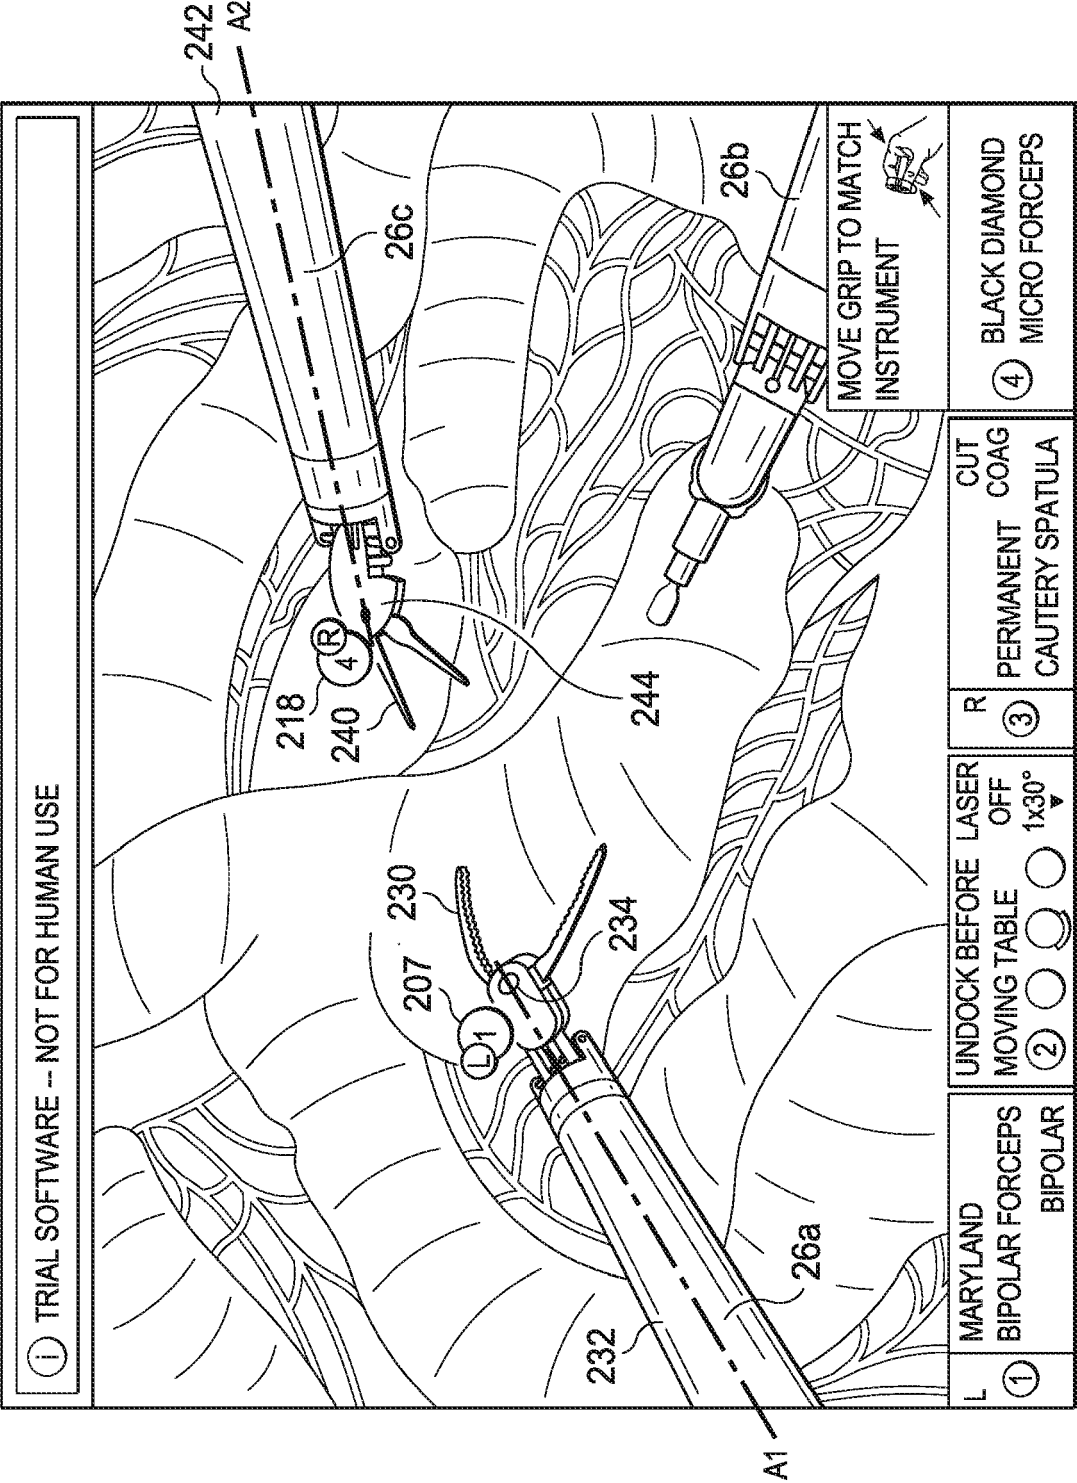 i TRIAL SOFTWARE -- NOT FOR HUMAN USE
242
A2
26c
218
4 R
240
244
26b
230
207
L 1
234
232
26a
A1
MOVE GRIP TO MATCH
INSTRUMENT
L
1
MARYLAND
BIPOLAR FORCEPS
BIPOLAR
UNDOCK BEFORE
MOVING TABLE
LASER
OFF
2
1x30°
R
3
CUT
COAG
PERMANENT
CAUTERY SPATULA
4
BLACK DIAMOND
MICRO FORCEPS